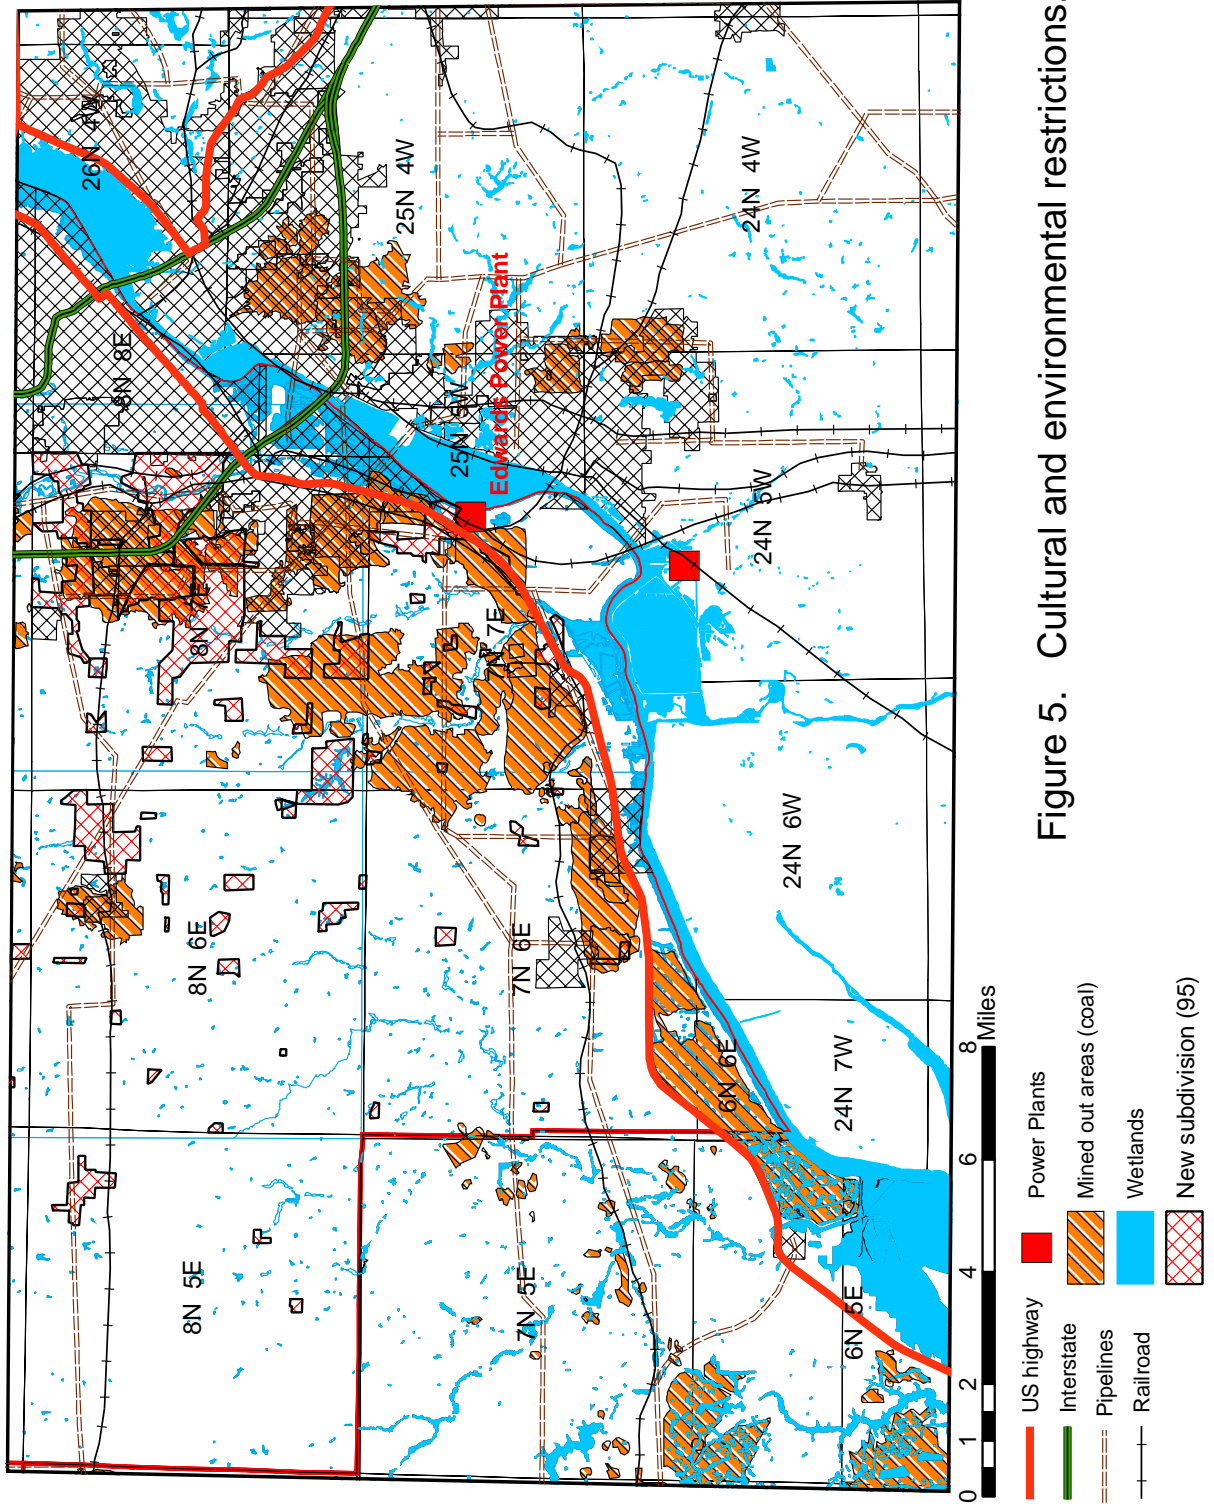 8N 5E
8N 6E
8N 7E
8N 8E
26N 4W
7N 5E
7N 6E
7N 7E
25N 5W
25N 4W
Edwards Power Plant
6N 5E
6N 6E
24N 7W
24N 6W
24N 5W
24N 4W
0 1 2 4 6 8 Miles
US highway
Interstate
Pipelines
Railroad
Power Plants
Mined out areas (coal)
Wetlands
New subdivision (95)
Figure 5. Cultural and environmental restrictions,